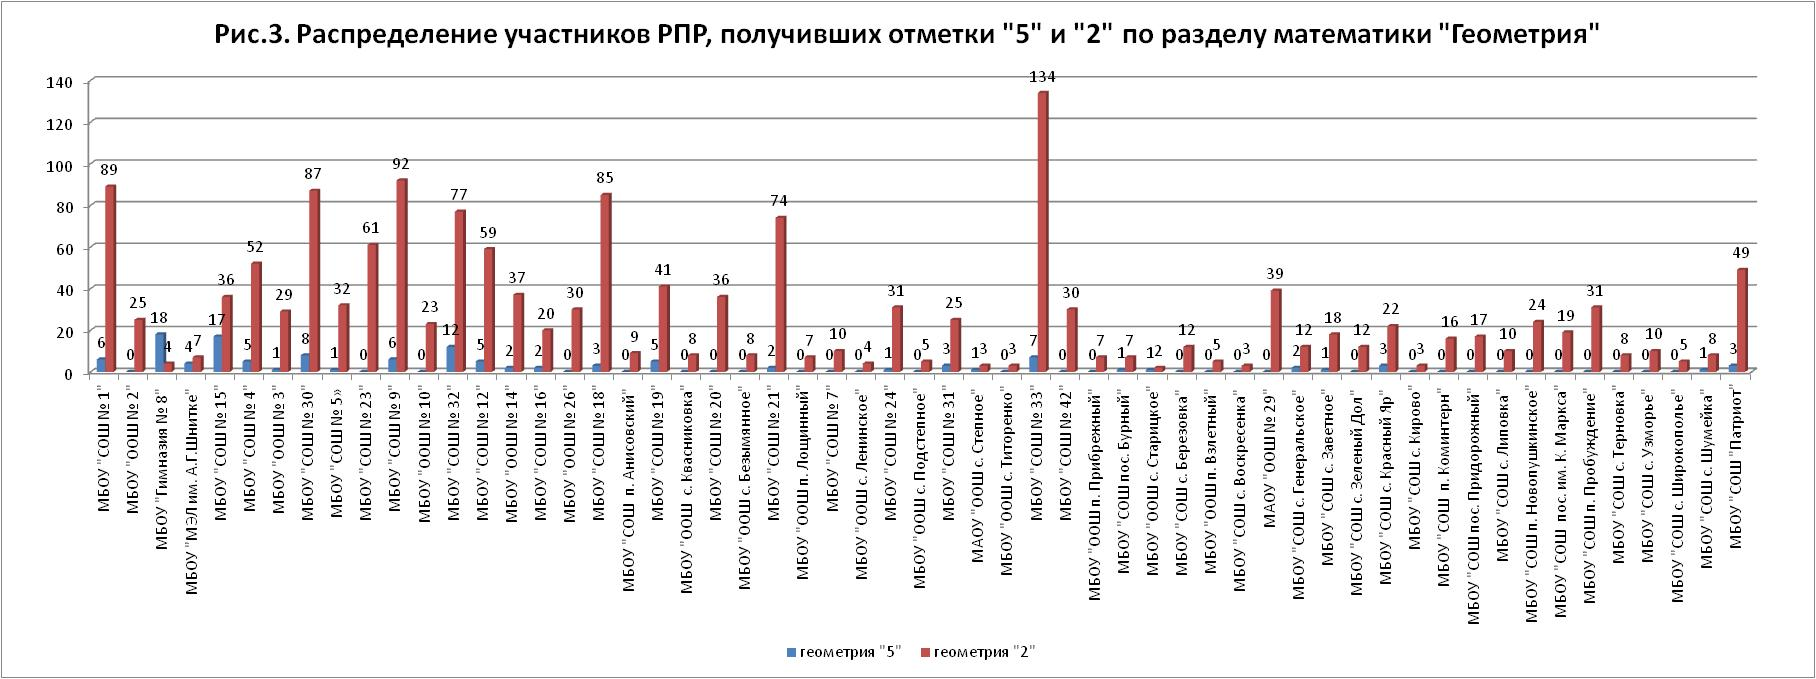 Рис.3. Распределение участников РПР, получивших отметки "5" и "2" по разделу математики "Геометрия"
140
120
100
80
60
40
20
0
6 89
0 25
18 4
4 7
17 36
5 52
1 29
8 87
1 32
0 61
6 92
0 23
12 77
5 59
2 37
2 20
0 30
3 85
0 9
5 41
0 8
0 36
0 8
2 74
0 7
0 10
0 4
1 31
0 5
3 25
1 3
0 3
7 134
0 30
0 7
1 7
1 2
0 12
0 5
0 3
0 39
2 12
1 18
0 12
3 22
0 3
0 16
0 17
0 10
0 24
0 19
0 31
0 8
0 10
0 5
1 8
3 49
МБОУ "СОШ № 1"
МБОУ "ООШ № 2"
МБОУ "Гимназия № 8"
МБОУ "МЭЛим. А.Г.Шнитке"
МБОУ "СОШ № 15"
МБОУ "СОШ № 4"
МБОУ "ООШ № 3"
МБОУ "СОШ № 30"
МБОУ "СОШ № 5»
МБОУ "СОШ № 23"
МБОУ "СОШ № 9"
МБОУ "ООШ № 10"
МБОУ "СОШ № 32"
МБОУ "СОШ № 12"
МБОУ "ООШ № 14"
МБОУ "СОШ № 16"
МБОУ "ООШ № 26"
МБОУ "СОШ № 18"
МБОУ "СОШ п. Анисовский"
МБОУ "СОШ № 19"
МБОУ "ООШ с. Квасниковка"
МБОУ "СОШ № 20"
МБОУ "ООШ с. Безымянное"
МБОУ "СОШ № 21"
МБОУ "ООШ п. Лощинный"
МБОУ "СОШ № 7"
МБОУ "ООШ с. Ленинское"
МБОУ "СОШ № 24"
МБОУ "ООШ с. Подстепное"
МБОУ "СОШ № 31"
МАОУ "ООШ с. Степное"
МБОУ "ООШ с. Титоренко"
МБОУ "СОШ № 33"
МБОУ "СОШ № 42"
МБОУ "ООШ п. Прибрежный"
МБОУ "СОШ пос. Бурный"
МБОУ "ООШ с. Старицкое"
МБОУ "СОШ с. Березовка"
МБОУ "ООШ п. Взлетный"
МБОУ "СОШ с. Воскресенка"
МАОУ "ООШ № 29"
МБОУ "СОШ с. Генеральское"
МБОУ "СОШ с. Заветное"
МБОУ "СОШ с. Зеленый Дол"
МБОУ "СОШ с. Красный Яр"
МБОУ "СОШ с. Кирово"
МБОУ "СОШ п. Коминтерн"
МБОУ "СОШ пос. Придорожный"
МБОУ "СОШ с. Липовка"
МБОУ "СОШ п. Новопушкинское"
МБОУ "СОШ пос. им. К. Маркса"
МБОУ "СОШ п. Пробуждение"
МБОУ "СОШ с. Терновка"
МБОУ "СОШ с. Узморье"
МБОУ "СОШ с. Широкополье"
МБОУ "СОШ с. Шумейка"
МБОУ "СОШ "Патриот"
геометрия "5" геометрия "2"